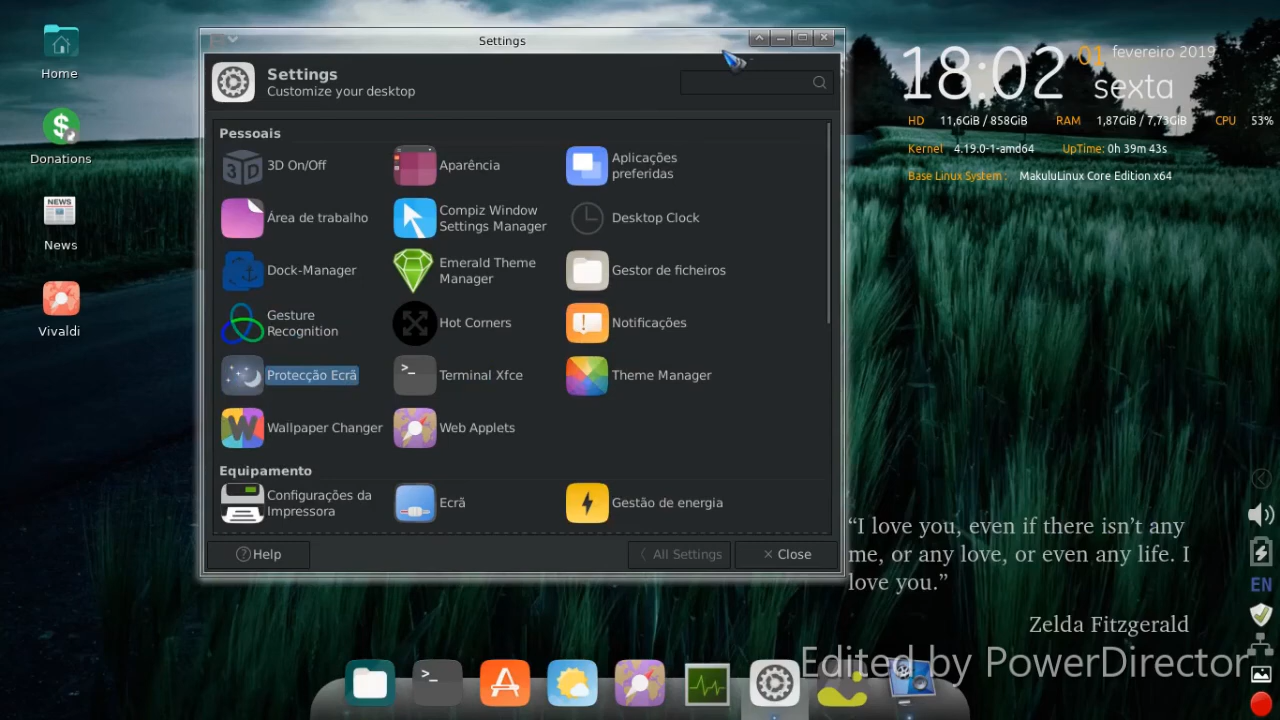 Home
Donations
NEWS
News
Vivaldi
Settings
Settings
Customize your desktop
Pessoais
3D
3D On/Off
Aparência
Aplicações
preferidas
Área de trabalho
Compiz Window
Settings Manager
Desktop Clock
Dock-Manager
Emerald Theme
Manager
Gestor de ficheiros
Gesture
Recognition
Hot Corners
Notificações
Protecção Ecrã
>_
Terminal Xfce
Theme Manager
W
Wallpaper Changer
Web Applets
Equipamento
Configurações da
Impressora
Ecrã
Gestão de energia
Help
All Settings
Close
18:02 01 fevereiro 2019
sexta
HD 11,6GiB / 858GiB RAM 1,87GiB / 7,73GiB CPU 53%
Kernel 4.19.0-1-amd64 UpTime: 0h 39m 43s
Base Linux System : MakuluLinux Core Edition x64
“I love you, even if there isn’t any
me, or any love, or even any life. I
love you.”
Zelda Fitzgerald
EN
>_
Edited by PowerDirector